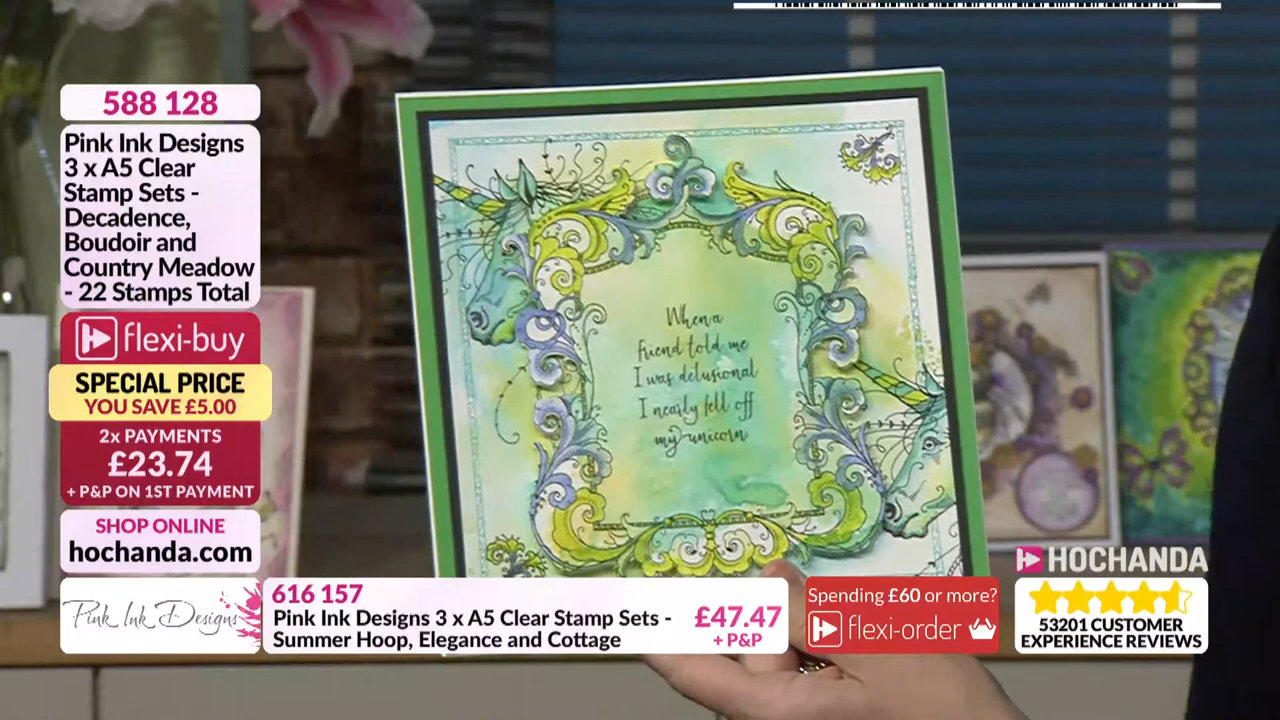 588 128
Pink Ink Designs
3 x A5 Clear
Stamp Sets -
Decadence,
Boudoir and
Country Meadow
- 22 Stamps Total
flexi-buy
SPECIAL PRICE
YOU SAVE £5.00
2x PAYMENTS
£23.74
+ P&P ON 1ST PAYMENT
SHOP ONLINE
hochanda.com
When a
friend told me
I was delusional
I nearly fell off
my unicorn
HOCHANDA
Pink Ink Designs
616 157
Pink Ink Designs 3 x A5 Clear Stamp Sets -
Summer Hoop, Elegance and Cottage
£47.47
+ P&P
Spending £60 or more?
flexi-order
53201 CUSTOMER
EXPERIENCE REVIEWS